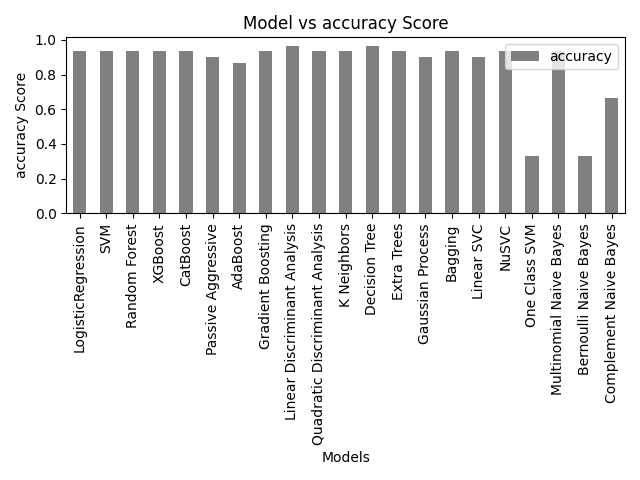 Model vs accuracy Score
accuracy Score
1.0
0.8
0.6
0.4
0.2
0.0
accuracy
LogisticRegression
SVM
Random Forest
XGBoost
CatBoost
Passive Aggressive
AdaBoost
Gradient Boosting
Linear Discriminant Analysis
Quadratic Discriminant Analysis
K Neighbors
Decision Tree
Extra Trees
Gaussian Process
Bagging
Linear SVC
NuSVC
One Class SVM
Multinomial Naive Bayes
Bernoulli Naive Bayes
Complement Naive Bayes
Models